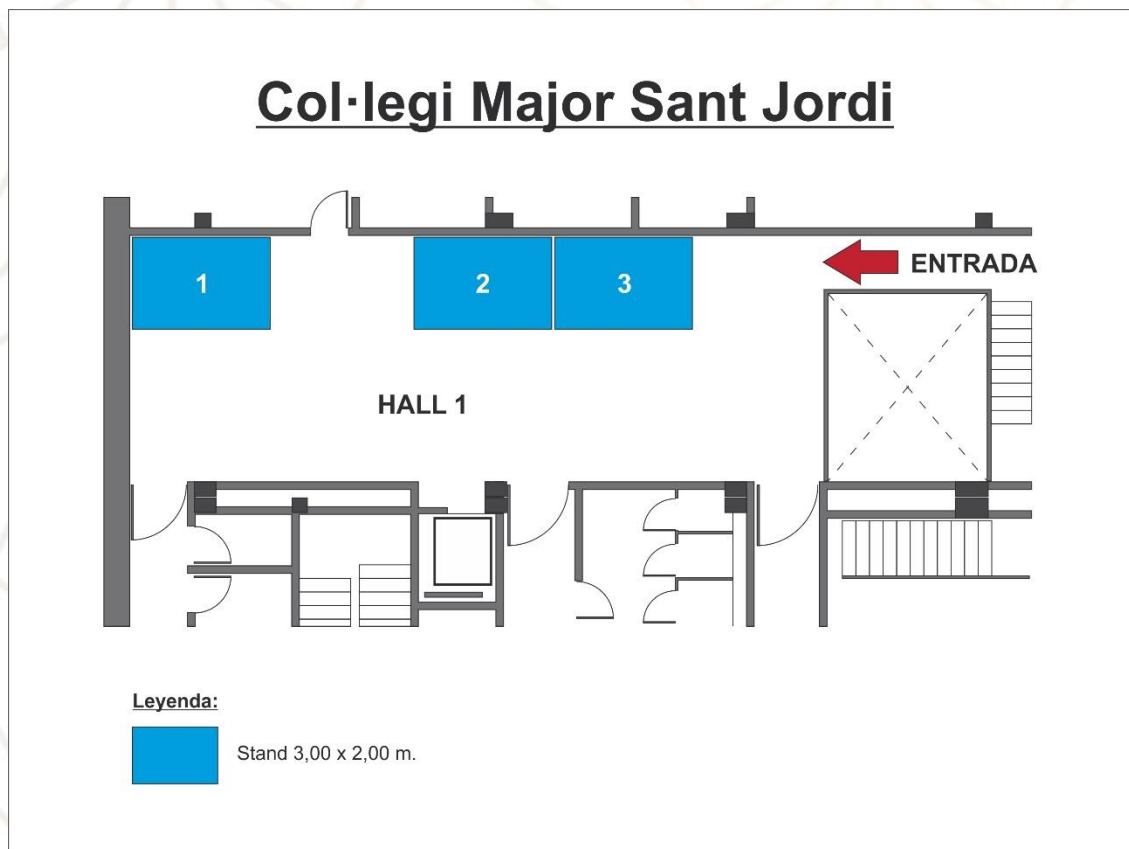 Col·legi Major Sant Jordi
ENTRADA
1
2
3
HALL 1
Leyenda:
Stand 3,00 x 2,00 m.